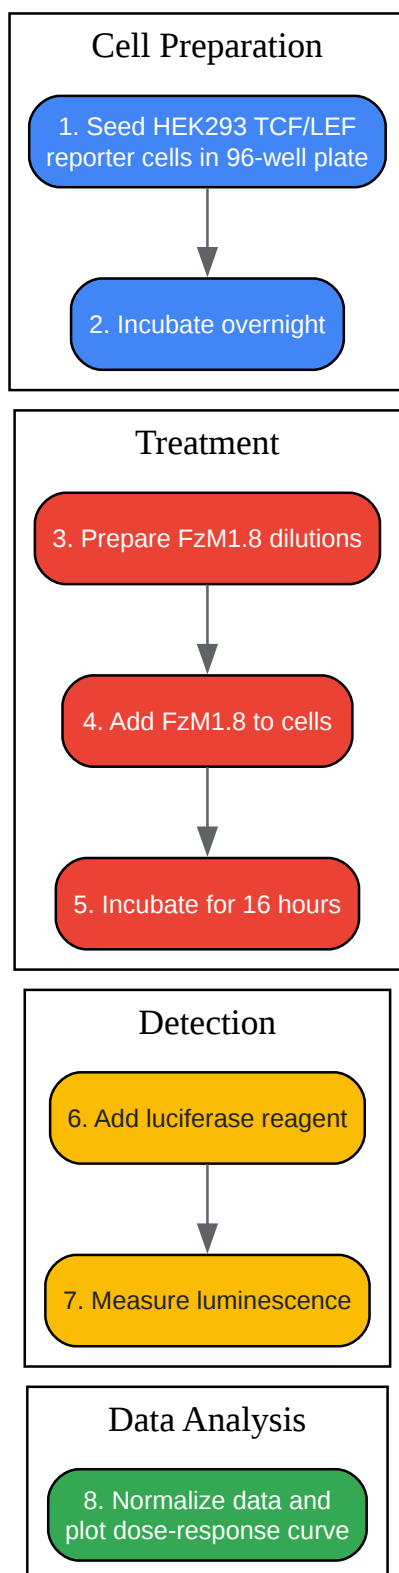 Cell Preparation
1. Seed HEK293 TCF/LEF
reporter cells in 96-well plate
2. Incubate overnight
Treatment
3. Prepare FzM1.8 dilutions
4. Add FzM1.8 to cells
5. Incubate for 16 hours
Detection
6. Add luciferase reagent
7. Measure luminescence
Data Analysis
8. Normalize data and
plot dose-response curve